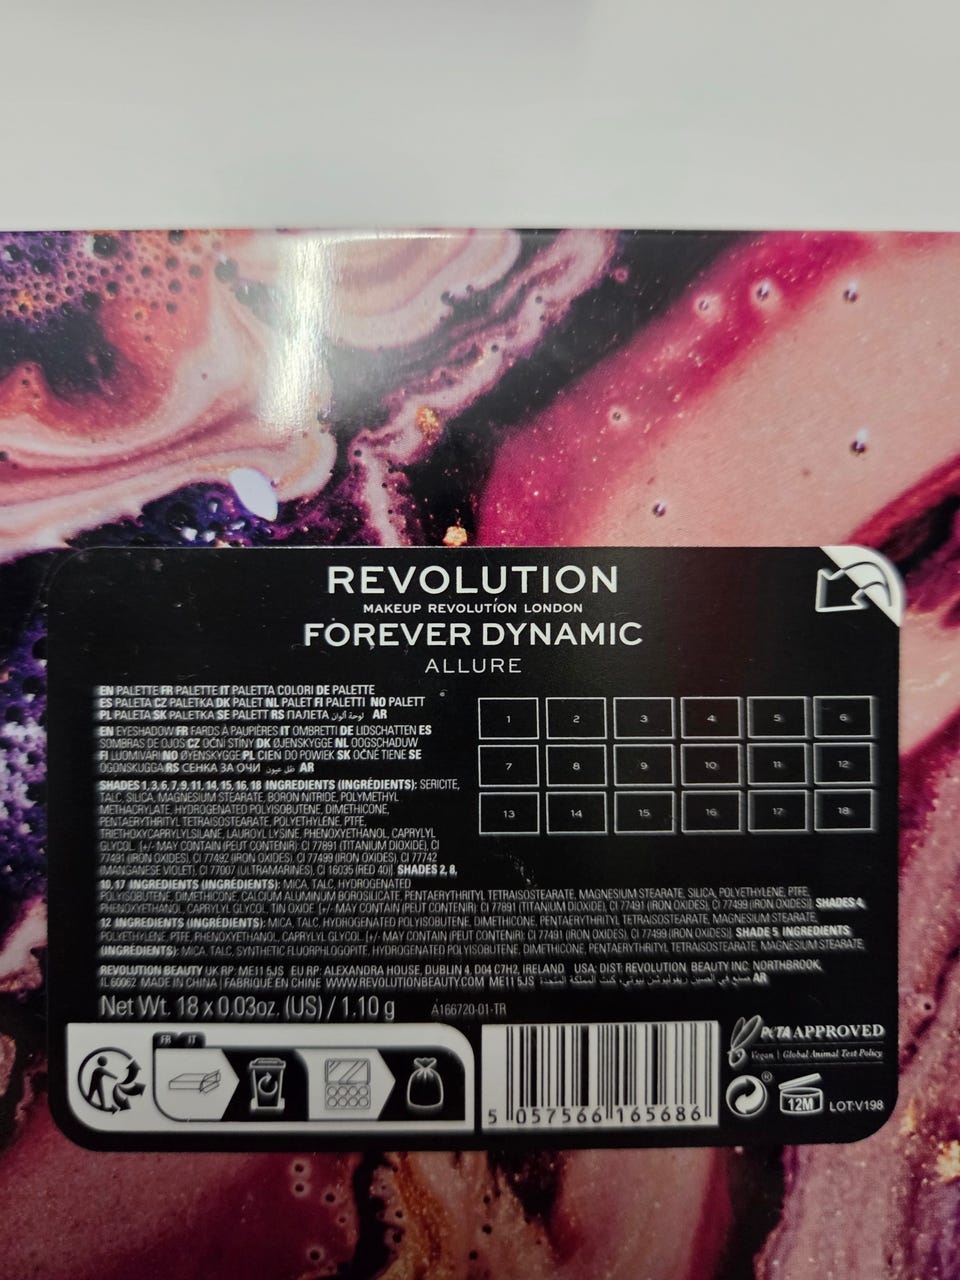 REVOLUTION
MAKEUP REVOLUTION LONDON
FOREVER DYNAMIC
ALLURE
EN PALETTE FR PALETTE IT PALETTA COLORI DE PALETTE
ES PALETA CZ PALETKA DK PALET NL PALET FI PALETTI NO PALETT
PL PALETA SK PALETKA SE PALETT RS ПАЛЕТА لوحة ألوان AR
EN EYESHADOW FR FARDS À PAUPIÈRES IT OMBRETTI DE LIDSCHATTEN ES
SOMBRAS DE OJOS CZ OČNÍ STÍNY DK ØJENSKYGGE NL OOGSCHADUW
FI LUOMIVÄRI NO ØYENSKYGGE PL CIEN DO POWIEK SK OČNÉ TIENE SE
ÖGONSKUGGA RS СЕНКА ЗА ОЧИ ظل عيون AR
SHADES 1, 3, 6, 7, 9, 11, 14, 15, 16, 18 INGREDIENTS (INGRÉDIENTS): SERICITE,
TALC, SILICA, MAGNESIUM STEARATE, BORON NITRIDE, POLYMETHYL
METHACRYLATE, HYDROGENATED POLYISOBUTENE, DIMETHICONE,
PENTAERYTHRITYL TETRAISOSTEARATE, POLYETHYLENE, PTFE,
TRIETHOXYCAPRYLYLSILANE, LAUROYL LYSINE, PHENOXYETHANOL, CAPRYLYL
GLYCOL. [+/- MAY CONTAIN (PEUT CONTENIR): CI 77891 (TITANIUM DIOXIDE), CI
77491 (IRON OXIDES), CI 77492 (IRON OXIDES), CI 77499 (IRON OXIDES), CI 77742
(MANGANESE VIOLET), CI 77007 (ULTRAMARINES), CI 16035 (RED 40)]. SHADES 2, 8,
10, 17 INGREDIENTS (INGRÉDIENTS): MICA, TALC, HYDROGENATED
POLYISOBUTENE, DIMETHICONE, CALCIUM ALUMINUM BOROSILICATE, PENTAERYTHRITYL TETRAISOSTEARATE, MAGNESIUM STEARATE, SILICA, POLYETHYLENE, PTFE,
PHENOXYETHANOL, CAPRYLYL GLYCOL, TIN OXIDE. [+/- MAY CONTAIN (PEUT CONTENIR): CI 77891 (TITANIUM DIOXIDE), CI 77491 (IRON OXIDES), CI 77499 (IRON OXIDES)]. SHADES 4,
12 INGREDIENTS (INGRÉDIENTS): MICA, TALC, HYDROGENATED POLYISOBUTENE, DIMETHICONE, PENTAERYTHRITYL TETRAISOSTEARATE, MAGNESIUM STEARATE,
POLYETHYLENE, PTFE, PHENOXYETHANOL, CAPRYLYL GLYCOL. [+/- MAY CONTAIN (PEUT CONTENIR): CI 77491 (IRON OXIDES), CI 77499 (IRON OXIDES)]. SHADE 5 INGREDIENTS
(INGRÉDIENTS): MICA, TALC, SYNTHETIC FLUORPHLOGOPITE, HYDROGENATED POLYISOBUTENE, DIMETHICONE, PENTAERYTHRITYL TETRAISOSTEARATE, MAGNESIUM STEARATE,
1 2 3 4 5 6
7 8 9 10 11 12
13 14 15 16 17 18
REVOLUTION BEAUTY UK RP: ME11 5JS EU RP: ALEXANDRA HOUSE, DUBLIN 4, D04 C7H2, IRELAND USA: DIST. REVOLUTION BEAUTY INC. NORTHBROOK,
IL 60062 MADE IN CHINA | FABRIQUÉ EN CHINE WWW.REVOLUTIONBEAUTY.COM ME11 5JS صنع في الصين ريفوليوشن بيوتي، كنت المملكة المتحدة AR
Net Wt. 18 x 0.03oz. (US) / 1.10 g
A166720-01-TR
FR IT
5 057566 165686
PETA APPROVED
Vegan | Global Animal Test Policy
®
12M
LOT:V198